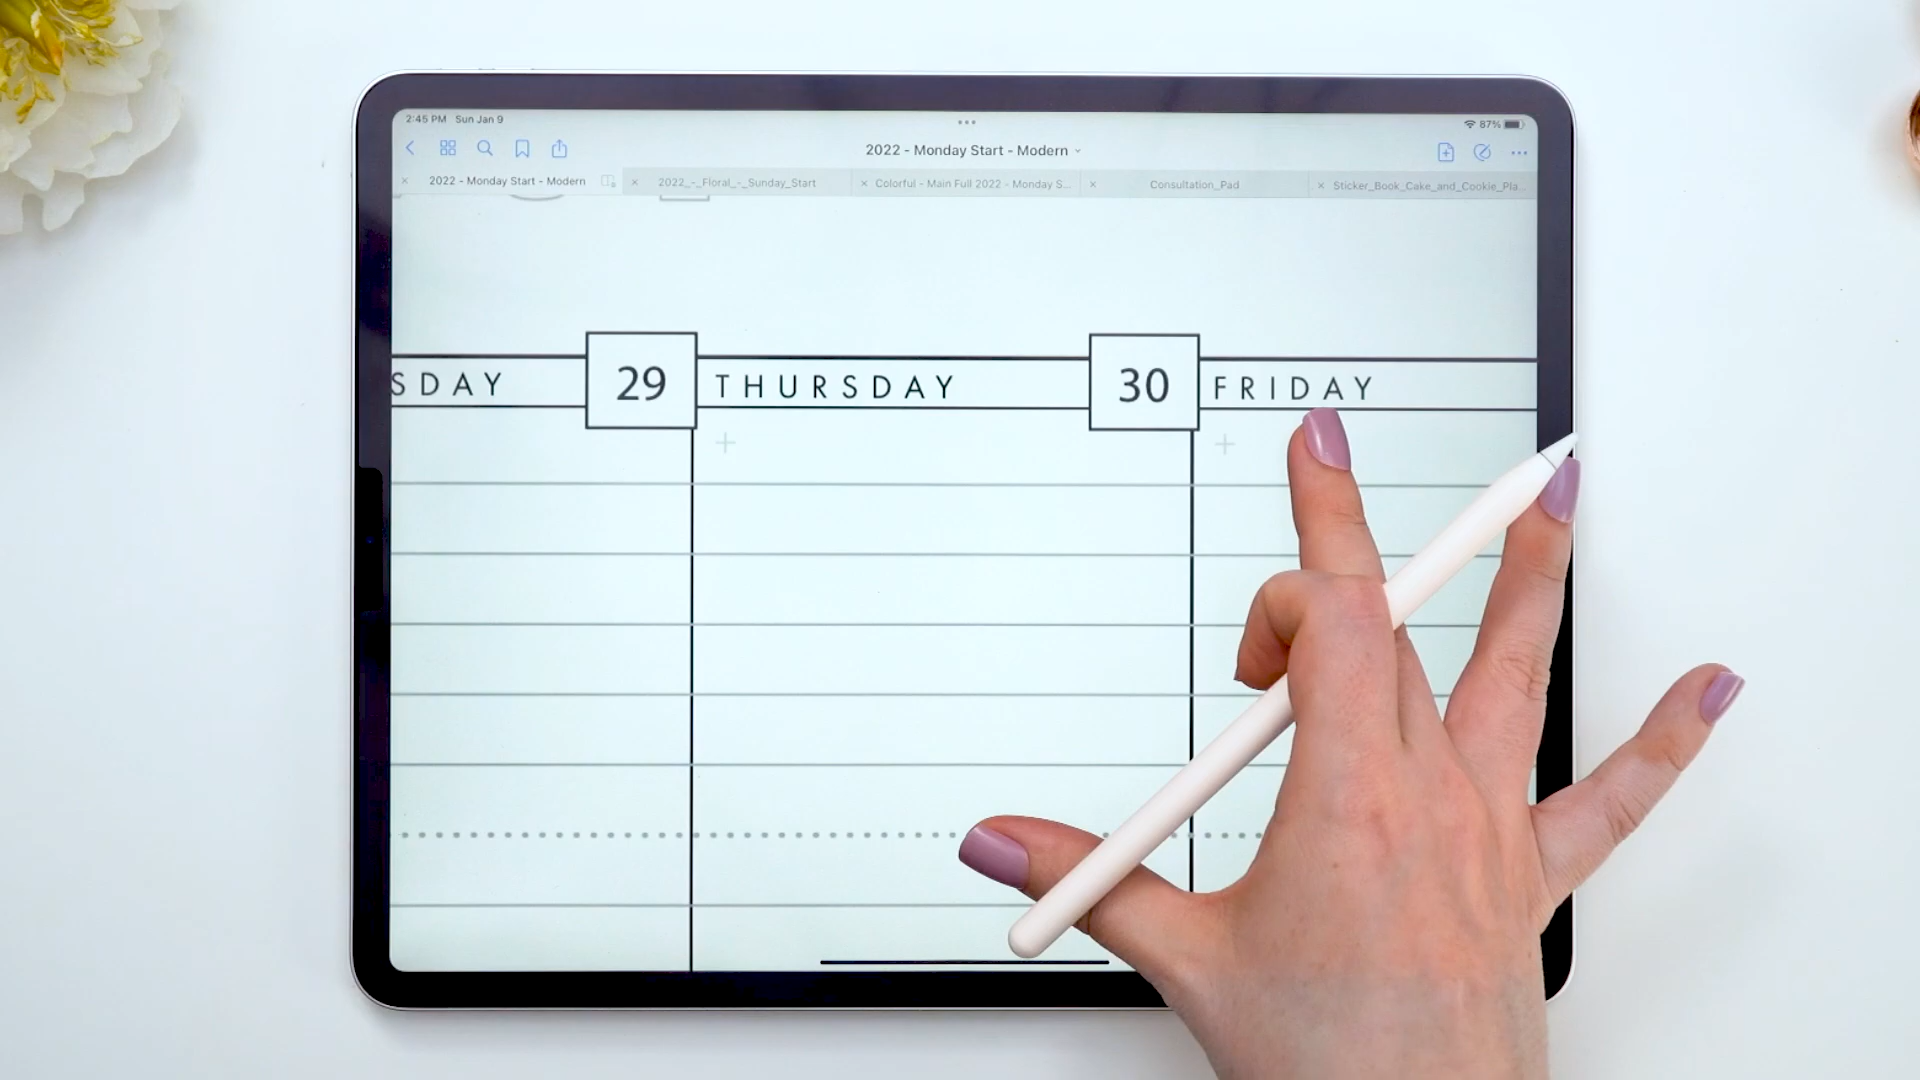 2:45 PM Sun Jan 9
87%
2022 - Monday Start - Modern
2022 - Monday Start - Modern
2022_-_Floral_-_Sunday_Start
Colorful - Main Full 2022 - Monday S...
Consultation_Pad
Sticker_Book_Cake_and_Cookie_Pla...
SDAY
29 THURSDAY
30 FRIDAY